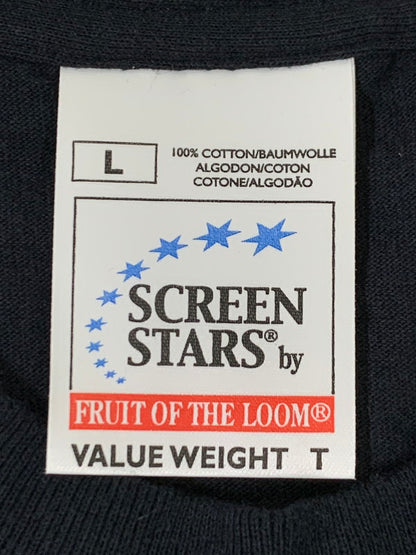 L
100% COTTON/BAUMWOLLE
ALGODON/COTON
COTONE/ALGODÃO
SCREEN
STARS® by
FRUIT OF THE LOOM®
VALUE WEIGHT T